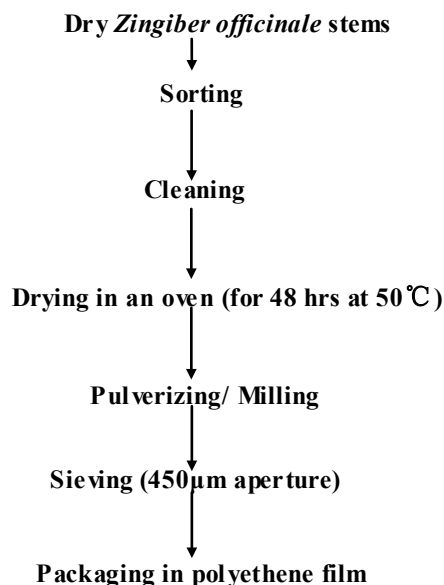 Dry Zingiber officinale stems
Sorting
Cleaning
Drying in an oven (for 48 hrs at 50℃)
Pulverizing/ Milling
Sieving (450µm aperture)
Packaging in polyethene film